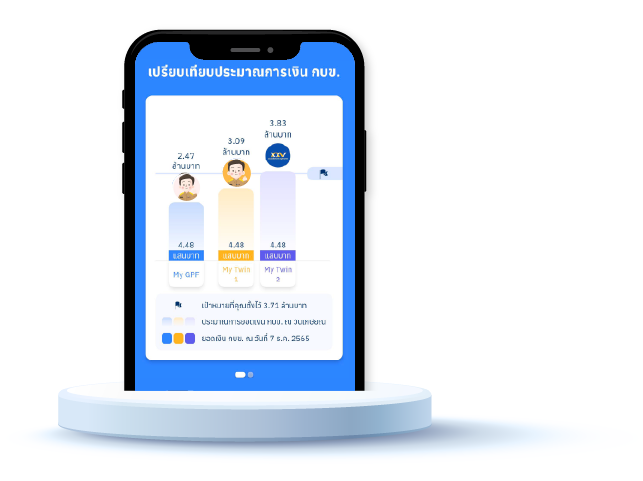 เปรียบเทียบประมาณการเงิน กบข.
3.83
ล้านบาท
3.09
ล้านบาท
2.47
ล้านบาท
XXV
4.48
แสนบาท
4.48
แสนบาท
4.48
แสนบาท
My GPF
My Twin
1
My Twin
2
เป้าหมายที่คุณตั้งไว้ 3.71 ล้านบาท
ประมาณการยอดเงิน กบข. ณ วันเกษียณ
ยอดเงิน กบข. ณ วันที่ 7 ธ.ค. 2565